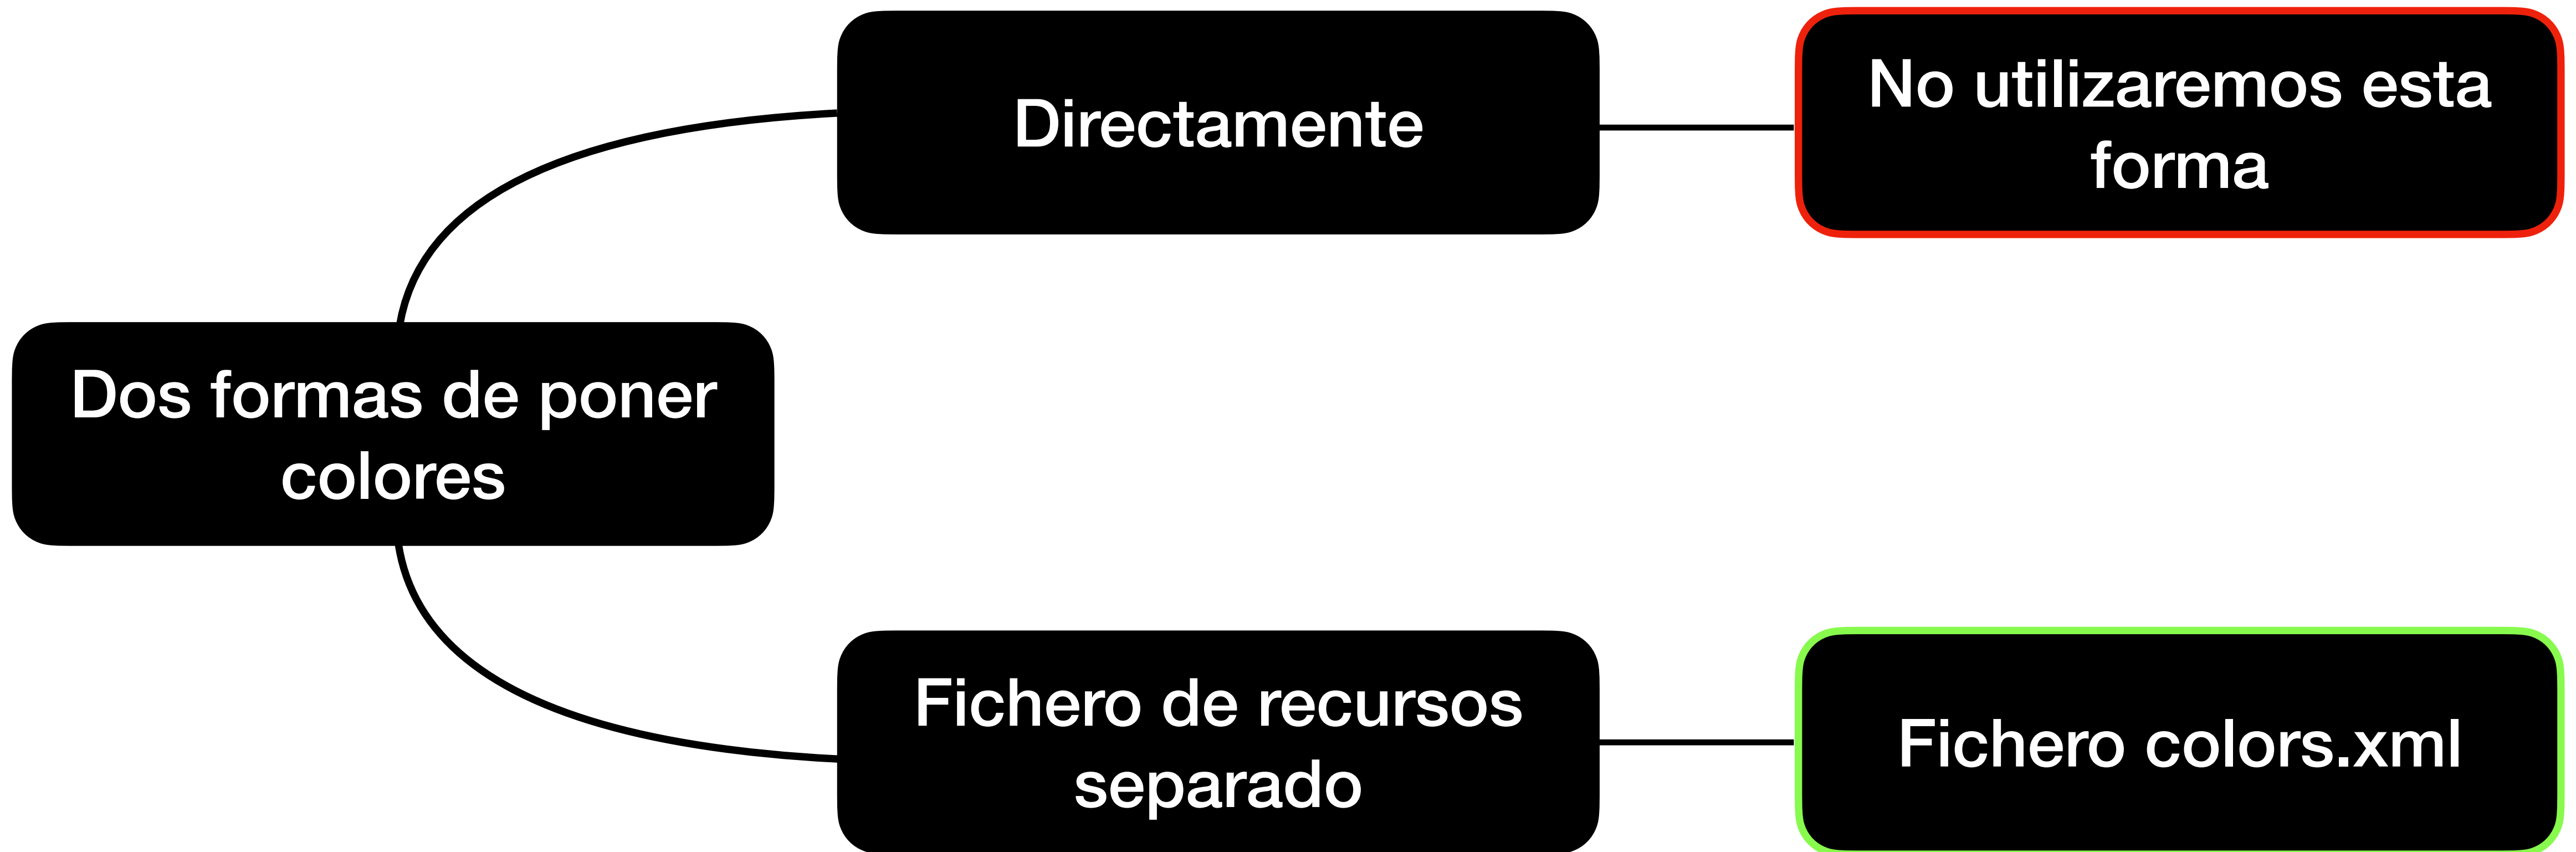 Directamente
No utilizaremos esta
forma
Dos formas de poner
colores
Fichero de recursos
separado
Fichero colors.xml